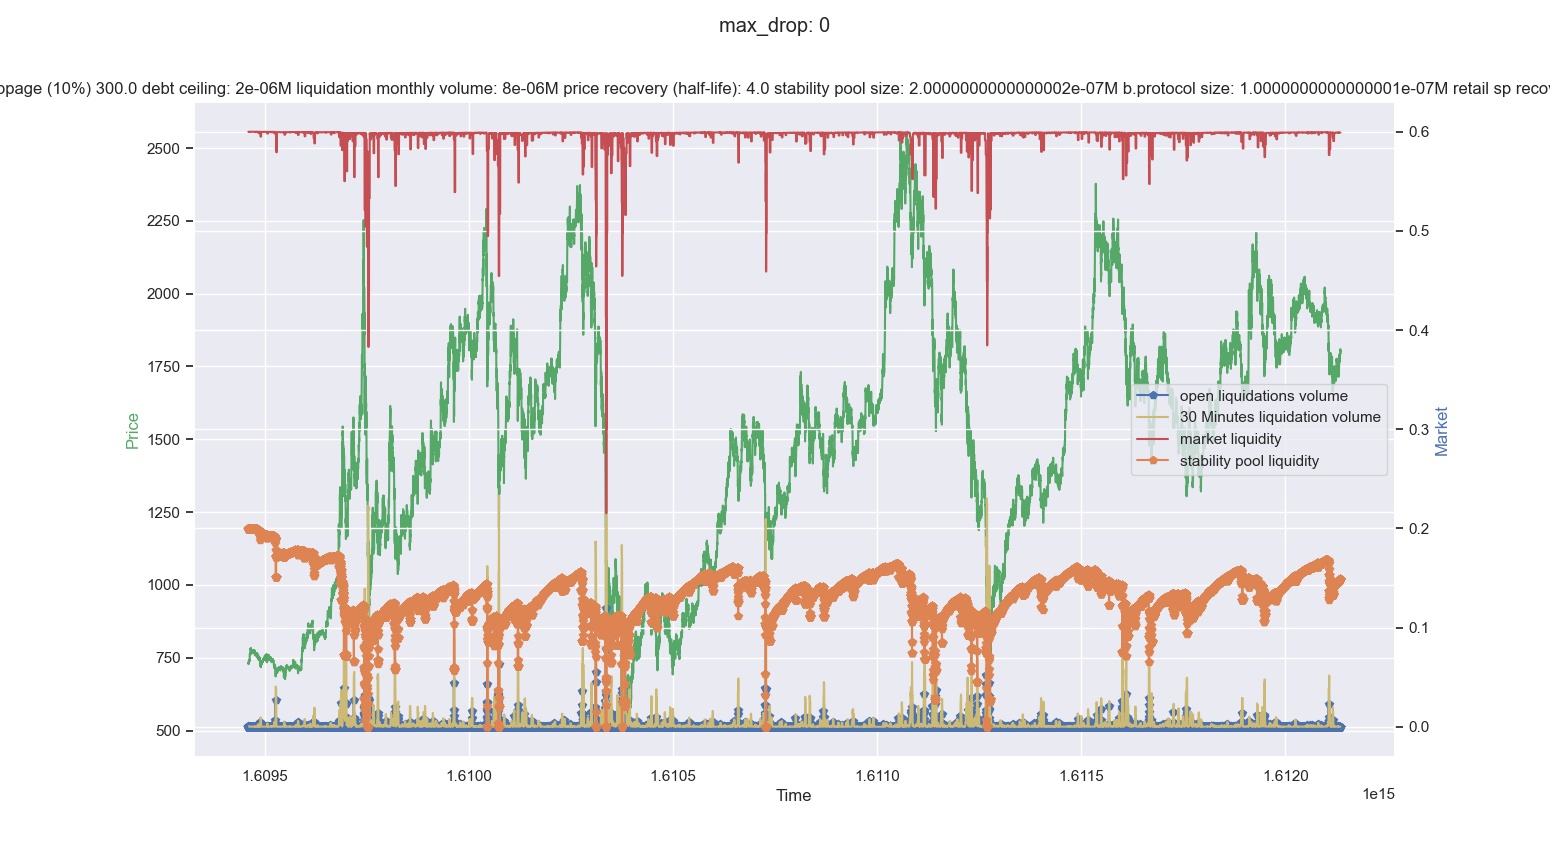 max_drop: 0
(10%) 300.0 debt ceiling: 2e-06M liquidation monthly volume: 8e-06M price recovery (half-life): 4.0 stability pool size: 2.0000000000000002e-07M b.protocol size: 1.0000000000000001e-07M retail sp
2500
2250
2000
1750
1500
1250
1000
750
500
Price
0.6
0.5
0.4
0.3
0.2
0.1
0.0
Market
open liquidations volume
30 Minutes liquidation volume
market liquidity
stability pool liquidity
1.6095
1.6100
1.6105
1.6110
1.6115
1.6120
Time
1e15